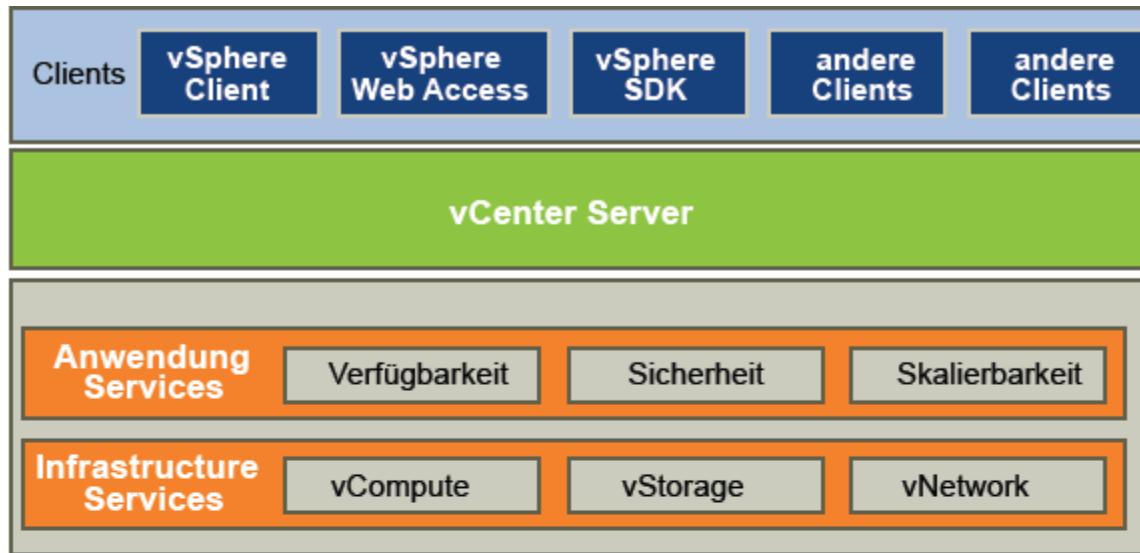 Clients
vSphere
Client
vSphere
Web Access
vSphere
SDK
andere
Clients
andere
Clients
vCenter Server
Anwendung
Services
Verfügbarkeit
Sicherheit
Skalierbarkeit
Infrastructure
Services
vCompute
vStorage
vNetwork